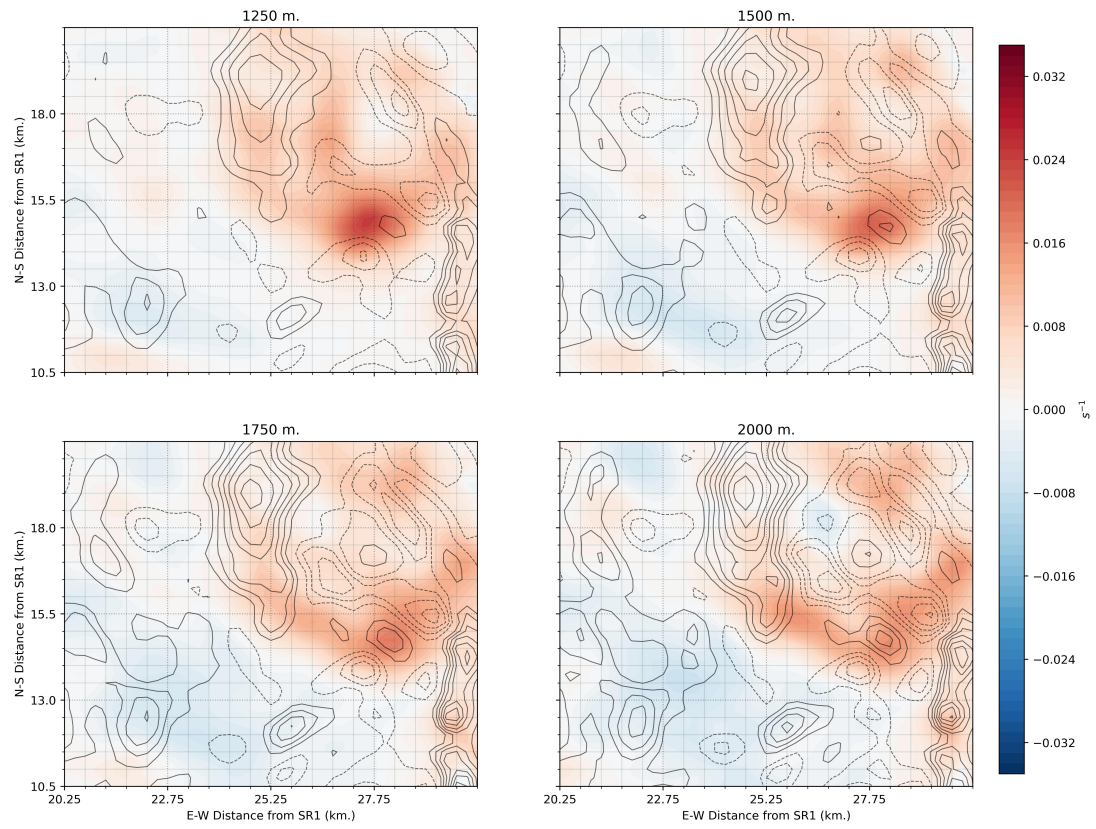 1250 m.
1500 m.
N-S Distance from SR1 (km.)
18.0
15.5
13.0
10.5
1750 m.
2000 m.
N-S Distance from SR1 (km.)
18.0
15.5
13.0
10.5
20.25 22.75 25.25 27.75
E-W Distance from SR1 (km.)
20.25 22.75 25.25 27.75
E-W Distance from SR1 (km.)
0.032
0.024
0.016
0.008
0.000
−0.008
−0.016
−0.024
−0.032
s⁻¹